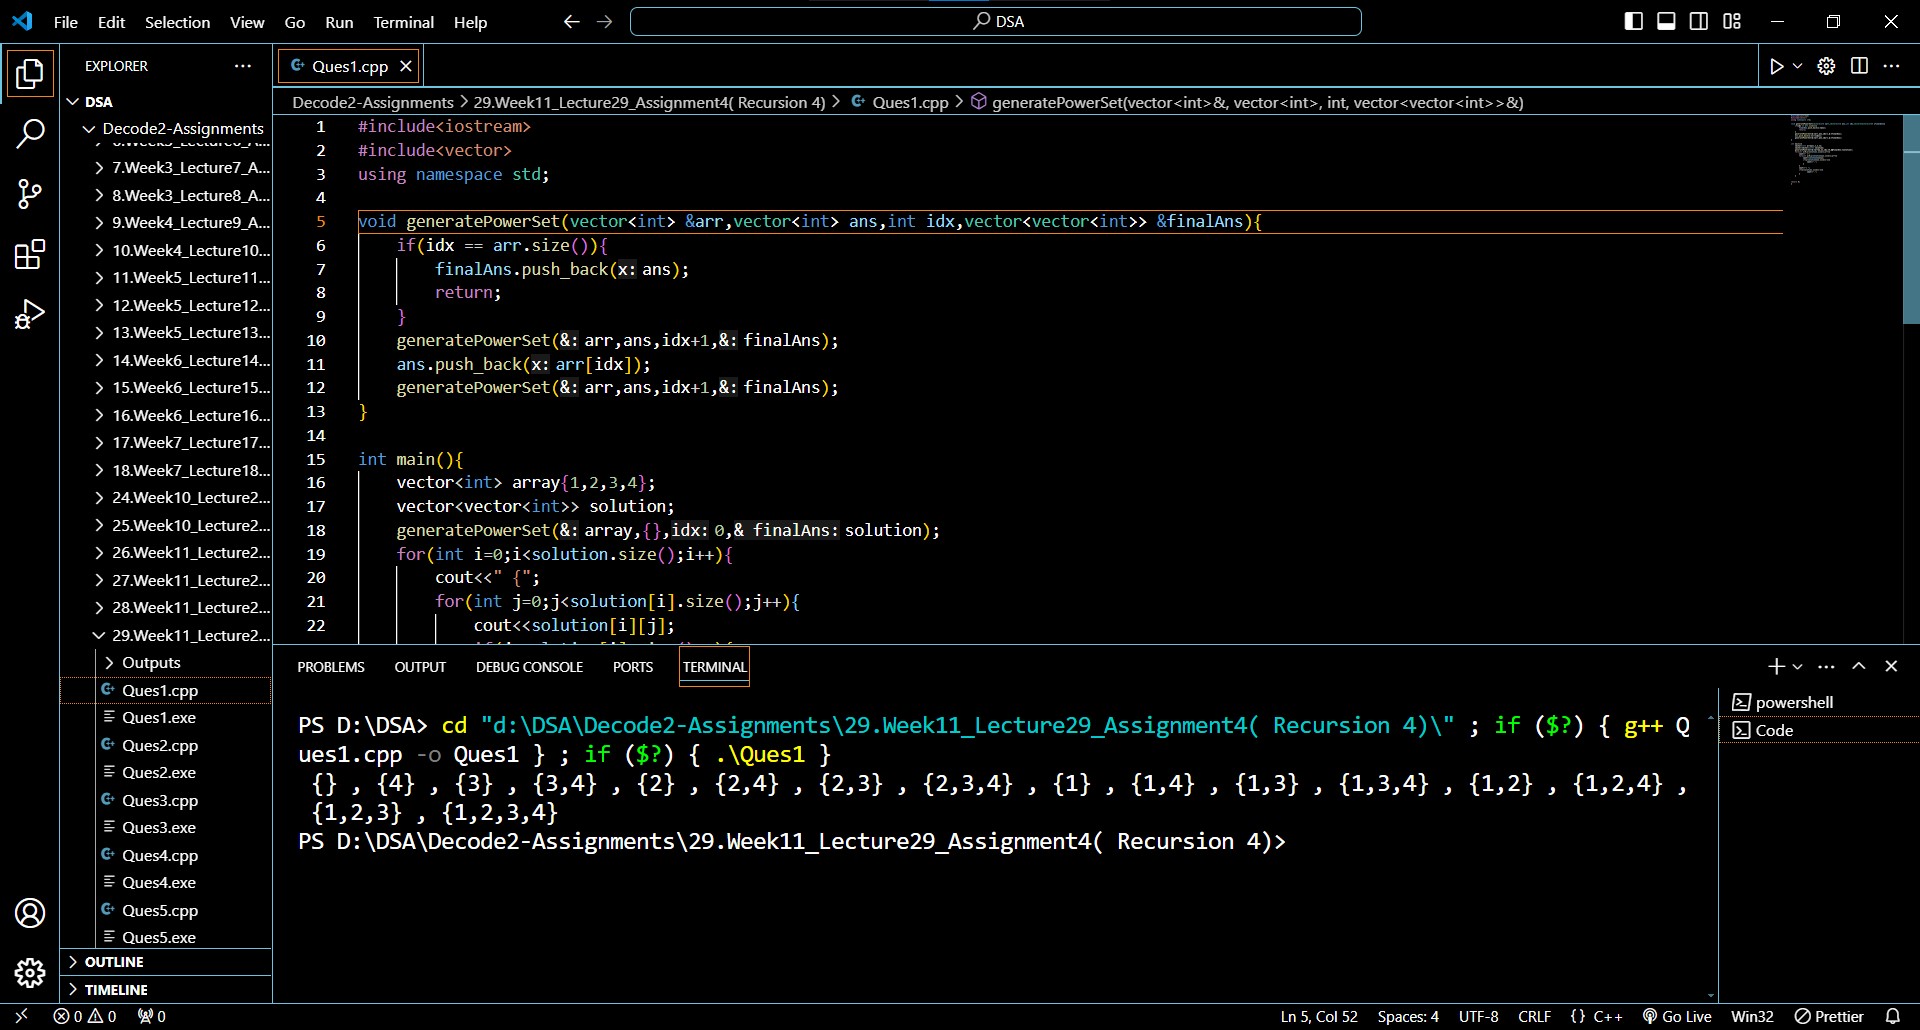 File Edit Selection View Go Run Terminal Help
DSA
EXPLORER
DSA
Decode2-Assignments
7.Week3_Lecture7_A...
8.Week3_Lecture8_A...
9.Week4_Lecture9_A...
10.Week4_Lecture10...
11.Week5_Lecture11...
12.Week5_Lecture12...
13.Week5_Lecture13...
14.Week6_Lecture14...
15.Week6_Lecture15...
16.Week6_Lecture16...
17.Week7_Lecture17...
18.Week7_Lecture18...
24.Week10_Lecture2...
25.Week10_Lecture2...
26.Week11_Lecture2...
27.Week11_Lecture2...
28.Week11_Lecture2...
29.Week11_Lecture2...
Outputs
Ques1.cpp
Ques1.exe
Ques2.cpp
Ques2.exe
Ques3.cpp
Ques3.exe
Ques4.cpp
Ques4.exe
Ques5.cpp
Ques5.exe
OUTLINE
TIMELINE
Ques1.cpp
Decode2-Assignments > 29.Week11_Lecture29_Assignment4( Recursion 4) > Ques1.cpp > generatePowerSet(vector<int>&, vector<int>, int, vector<vector<int>>&)
1 #include<iostream>
2 #include<vector>
3 using namespace std;
4
5 void generatePowerSet(vector<int> &arr,vector<int> ans,int idx,vector<vector<int>> &finalAns){
6 if(idx == arr.size()){
7 finalAns.push_back(x: ans);
8 return;
9 }
10 generatePowerSet(&: arr,ans,idx+1,&: finalAns);
11 ans.push_back(x: arr[idx]);
12 generatePowerSet(&: arr,ans,idx+1,&: finalAns);
13 }
14
15 int main(){
16 vector<int> array{1,2,3,4};
17 vector<vector<int>> solution;
18 generatePowerSet(&: array,{},idx: 0,& finalAns: solution);
19 for(int i=0;i<solution.size();i++){
20 cout<<" {";
21 for(int j=0;j<solution[i].size();j++){
22 cout<<solution[i][j];
PROBLEMS OUTPUT DEBUG CONSOLE PORTS TERMINAL
PS D:\DSA> cd "d:\DSA\Decode2-Assignments\29.Week11_Lecture29_Assignment4( Recursion 4)\" ; if ($?) { g++ Q
ues1.cpp -o Ques1 } ; if ($?) { .\Ques1 }
{} , {4} , {3} , {3,4} , {2} , {2,4} , {2,3} , {2,3,4} , {1} , {1,4} , {1,3} , {1,3,4} , {1,2} , {1,2,4} ,
{1,2,3} , {1,2,3,4}
PS D:\DSA\Decode2-Assignments\29.Week11_Lecture29_Assignment4( Recursion 4)>
powershell
Code
0 0 0
Ln 5, Col 52 Spaces: 4 UTF-8 CRLF {} C++ Go Live Win32 Prettier